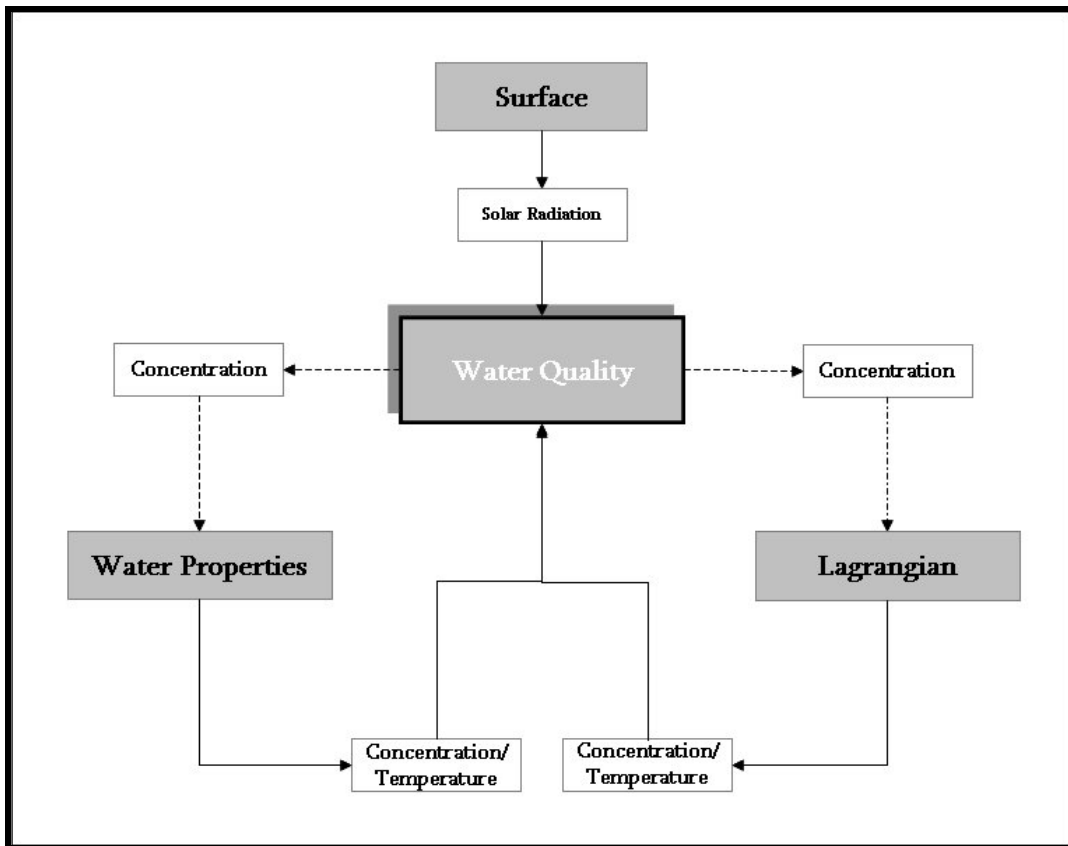 Surface
Solar Radiation
Concentration
Water Quality
Concentration
Water Properties
Lagrangian
Concentration/
Temperature
Concentration/
Temperature